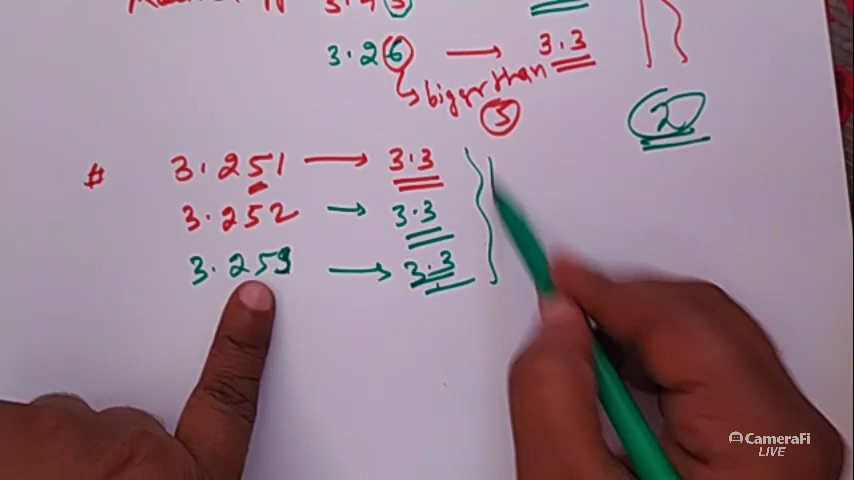 3.26 → 3.3
bigger than
5
2
# 3.251 → 3.3
3.252 → 3.3
3.259 → 3.3
CameraFi
LIVE